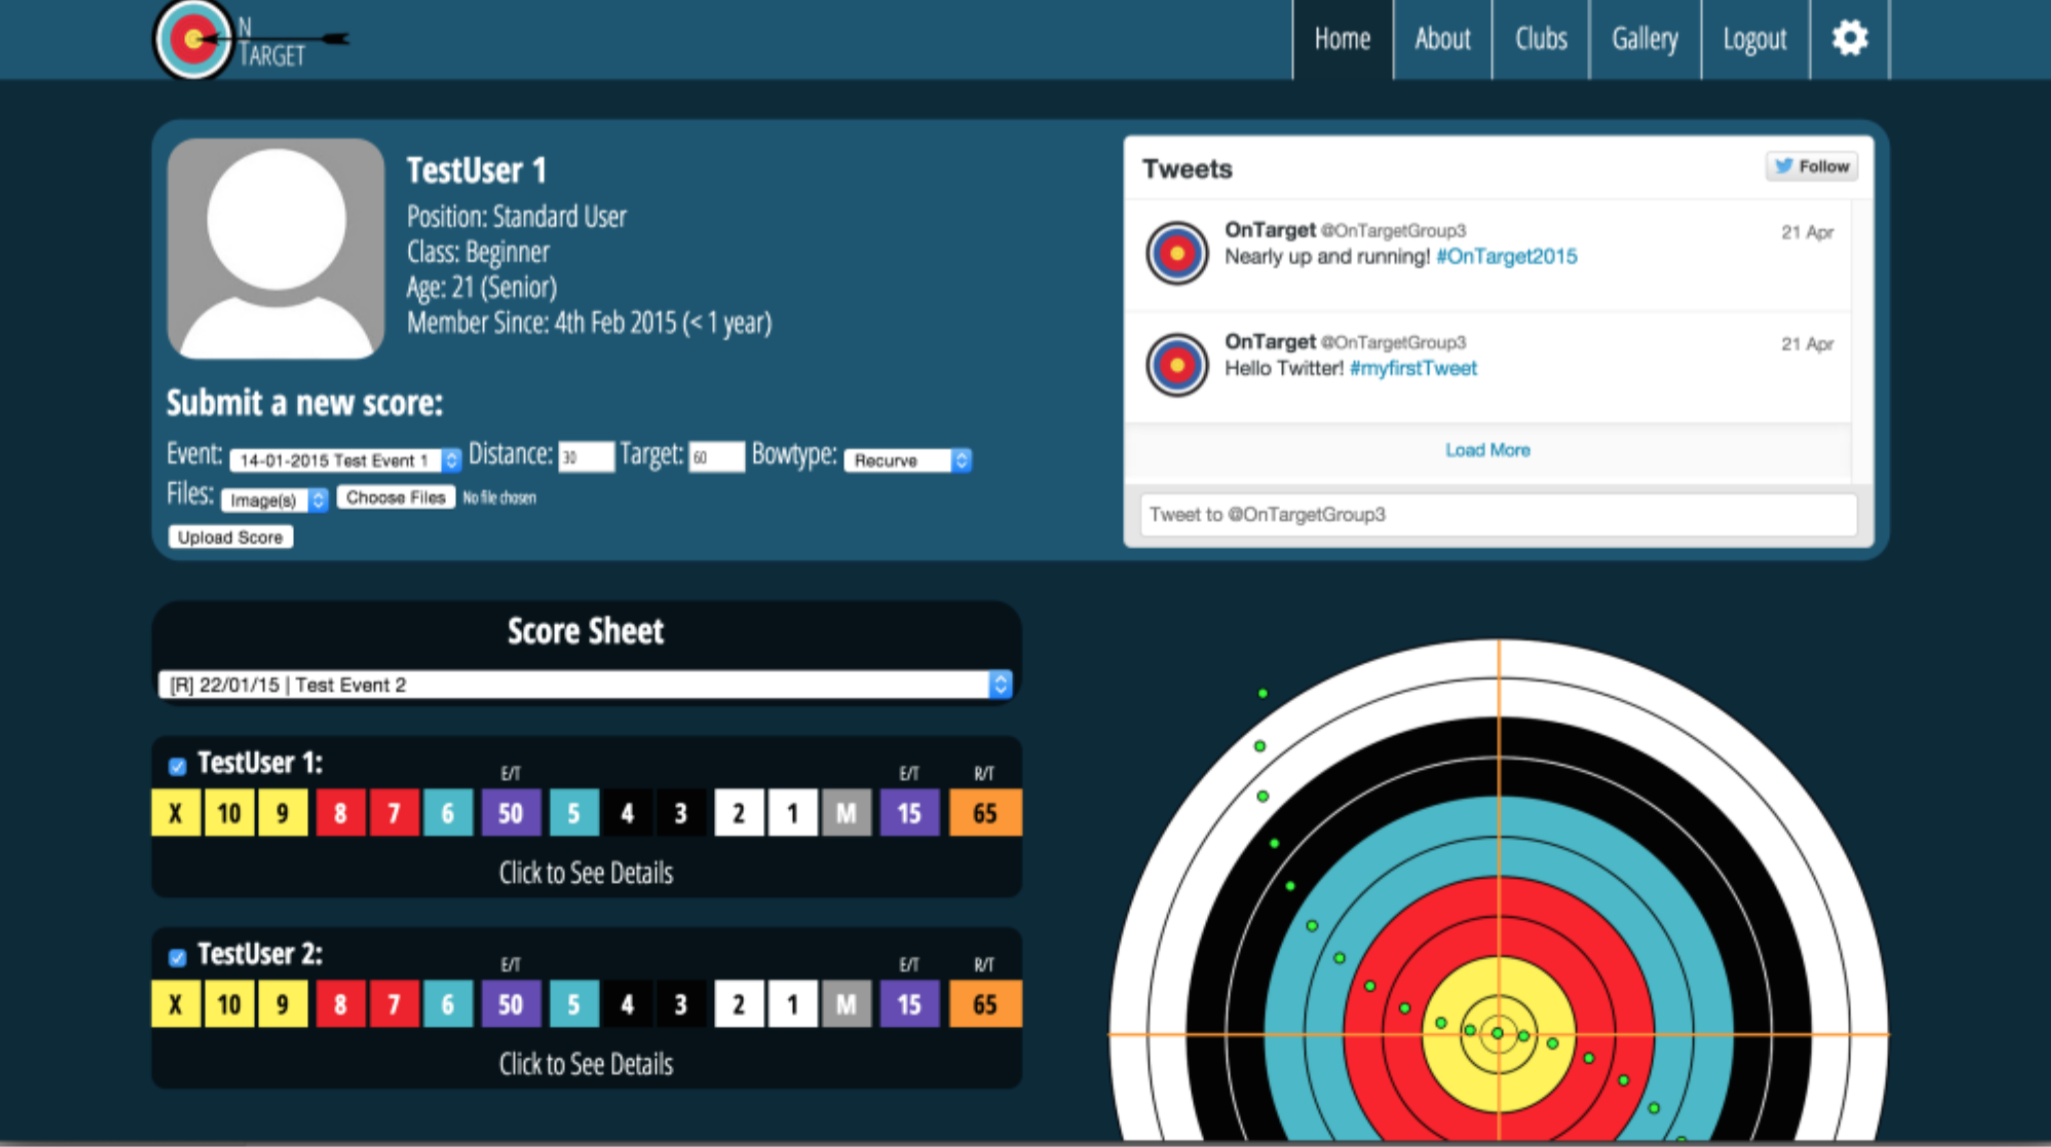 N
TARGET
Home
About
Clubs
Gallery
Logout
TestUser 1
Position: Standard User
Class: Beginner
Age: 21 (Senior)
Member Since: 4th Feb 2015 (< 1 year)
Submit a new score:
Event: 14-01-2015 Test Event 1 Distance: 30 Target: 60 Bowtype: Recurve
Files: Image(s) Choose Files No file chosen
Upload Score
Tweets
Follow
OnTarget @OnTargetGroup3 21 Apr
Nearly up and running! #OnTarget2015
OnTarget @OnTargetGroup3 21 Apr
Hello Twitter! #myfirstTweet
Load More
Tweet to @OnTargetGroup3
Score Sheet
[R] 22/01/15 | Test Event 2
TestUser 1:
E/T E/T R/T
X 10 9 8 7 6 50 5 4 3 2 1 M 15 65
Click to See Details
TestUser 2:
E/T E/T R/T
X 10 9 8 7 6 50 5 4 3 2 1 M 15 65
Click to See Details